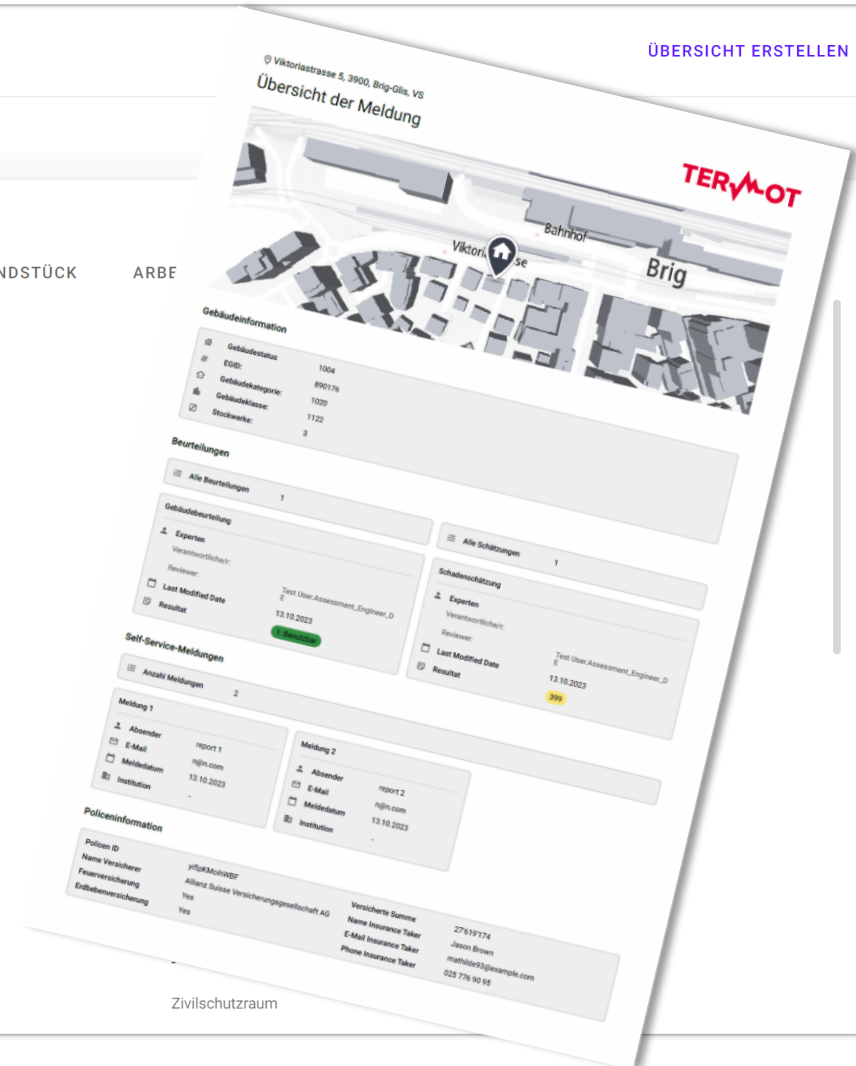 ÜBERSICHT ERSTELLEN
NDSTÜCK
ARBE
Viktoriastrasse 5, 3900, Brig-Glis, VS
Übersicht der Meldung
TERMOT
Bahnhof
Viktori se
Brig
Gebäudeinformation
Gebäudestatus 1004
EGID: 890176
Gebäudekategorie: 1020
Gebäudeklasse: 1122
Stockwerke: 3
Beurteilungen
Alle Beurteilungen 1
Gebäudebeurteilung
Experten
Verantwortliche/r:
Reviewer: Test User.Assessment_Engineer_D
E
Last Modified Date 13.10.2023
Resultat 1: Benutzbar
Alle Schätzungen 1
Schadenschätzung
Experten
Verantwortliche/r:
Reviewer: Test User.Assessment_Engineer_D
E
Last Modified Date 13.10.2023
Resultat 399
Self-Service-Meldungen
Anzahl Meldungen 2
Meldung 1
Absender report 1
E-Mail n@n.com
Meldedatum 13.10.2023
Institution -
Meldung 2
Absender report 2
E-Mail n@n.com
Meldedatum 13.10.2023
Institution -
Policeninformation
Policen ID
Name Versicherer Allianz Suisse Versicherungsgesellschaft AG
Feuerversicherung Yes
Erdbebenversicherung Yes
Versicherte Summe 27'619'174
Name Insurance Taker Jason Brown
E-Mail Insurance Taker mathilde93@example.com
Phone Insurance Taker 025 776 90 95
Zivilschutzraum